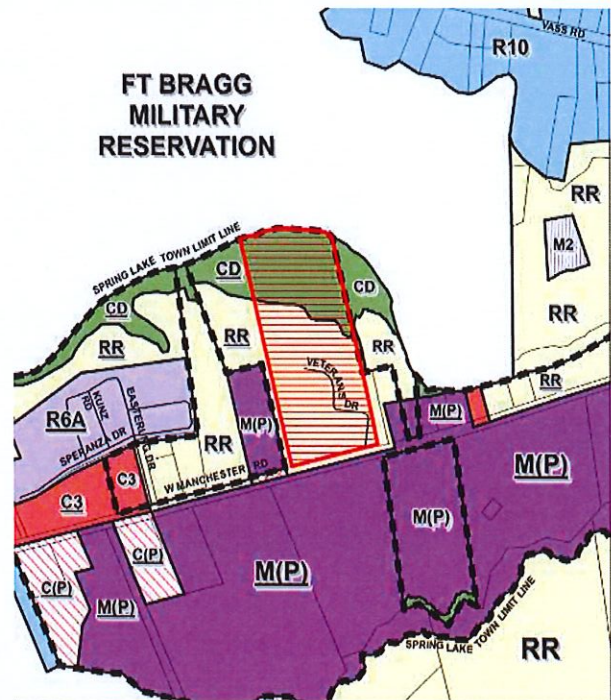 VASS RD
R10
FT BRAGG
MILITARY
RESERVATION
RR
M2
RR
SPRING LAKE TOWN LIMIT LINE
CD
CD
CD
RR
RR
RR
VETERANS DR
RR
R6A
KUNZ RD
EASTERLING DR
SPERANZA DR
M(P)
M(P)
RR
C3
C3
W MANCHESTER RD
M(P)
M(P)
C(P)
C(P)
M(P)
M(P)
SPRING LAKE TOWN LIMIT LINE
RR